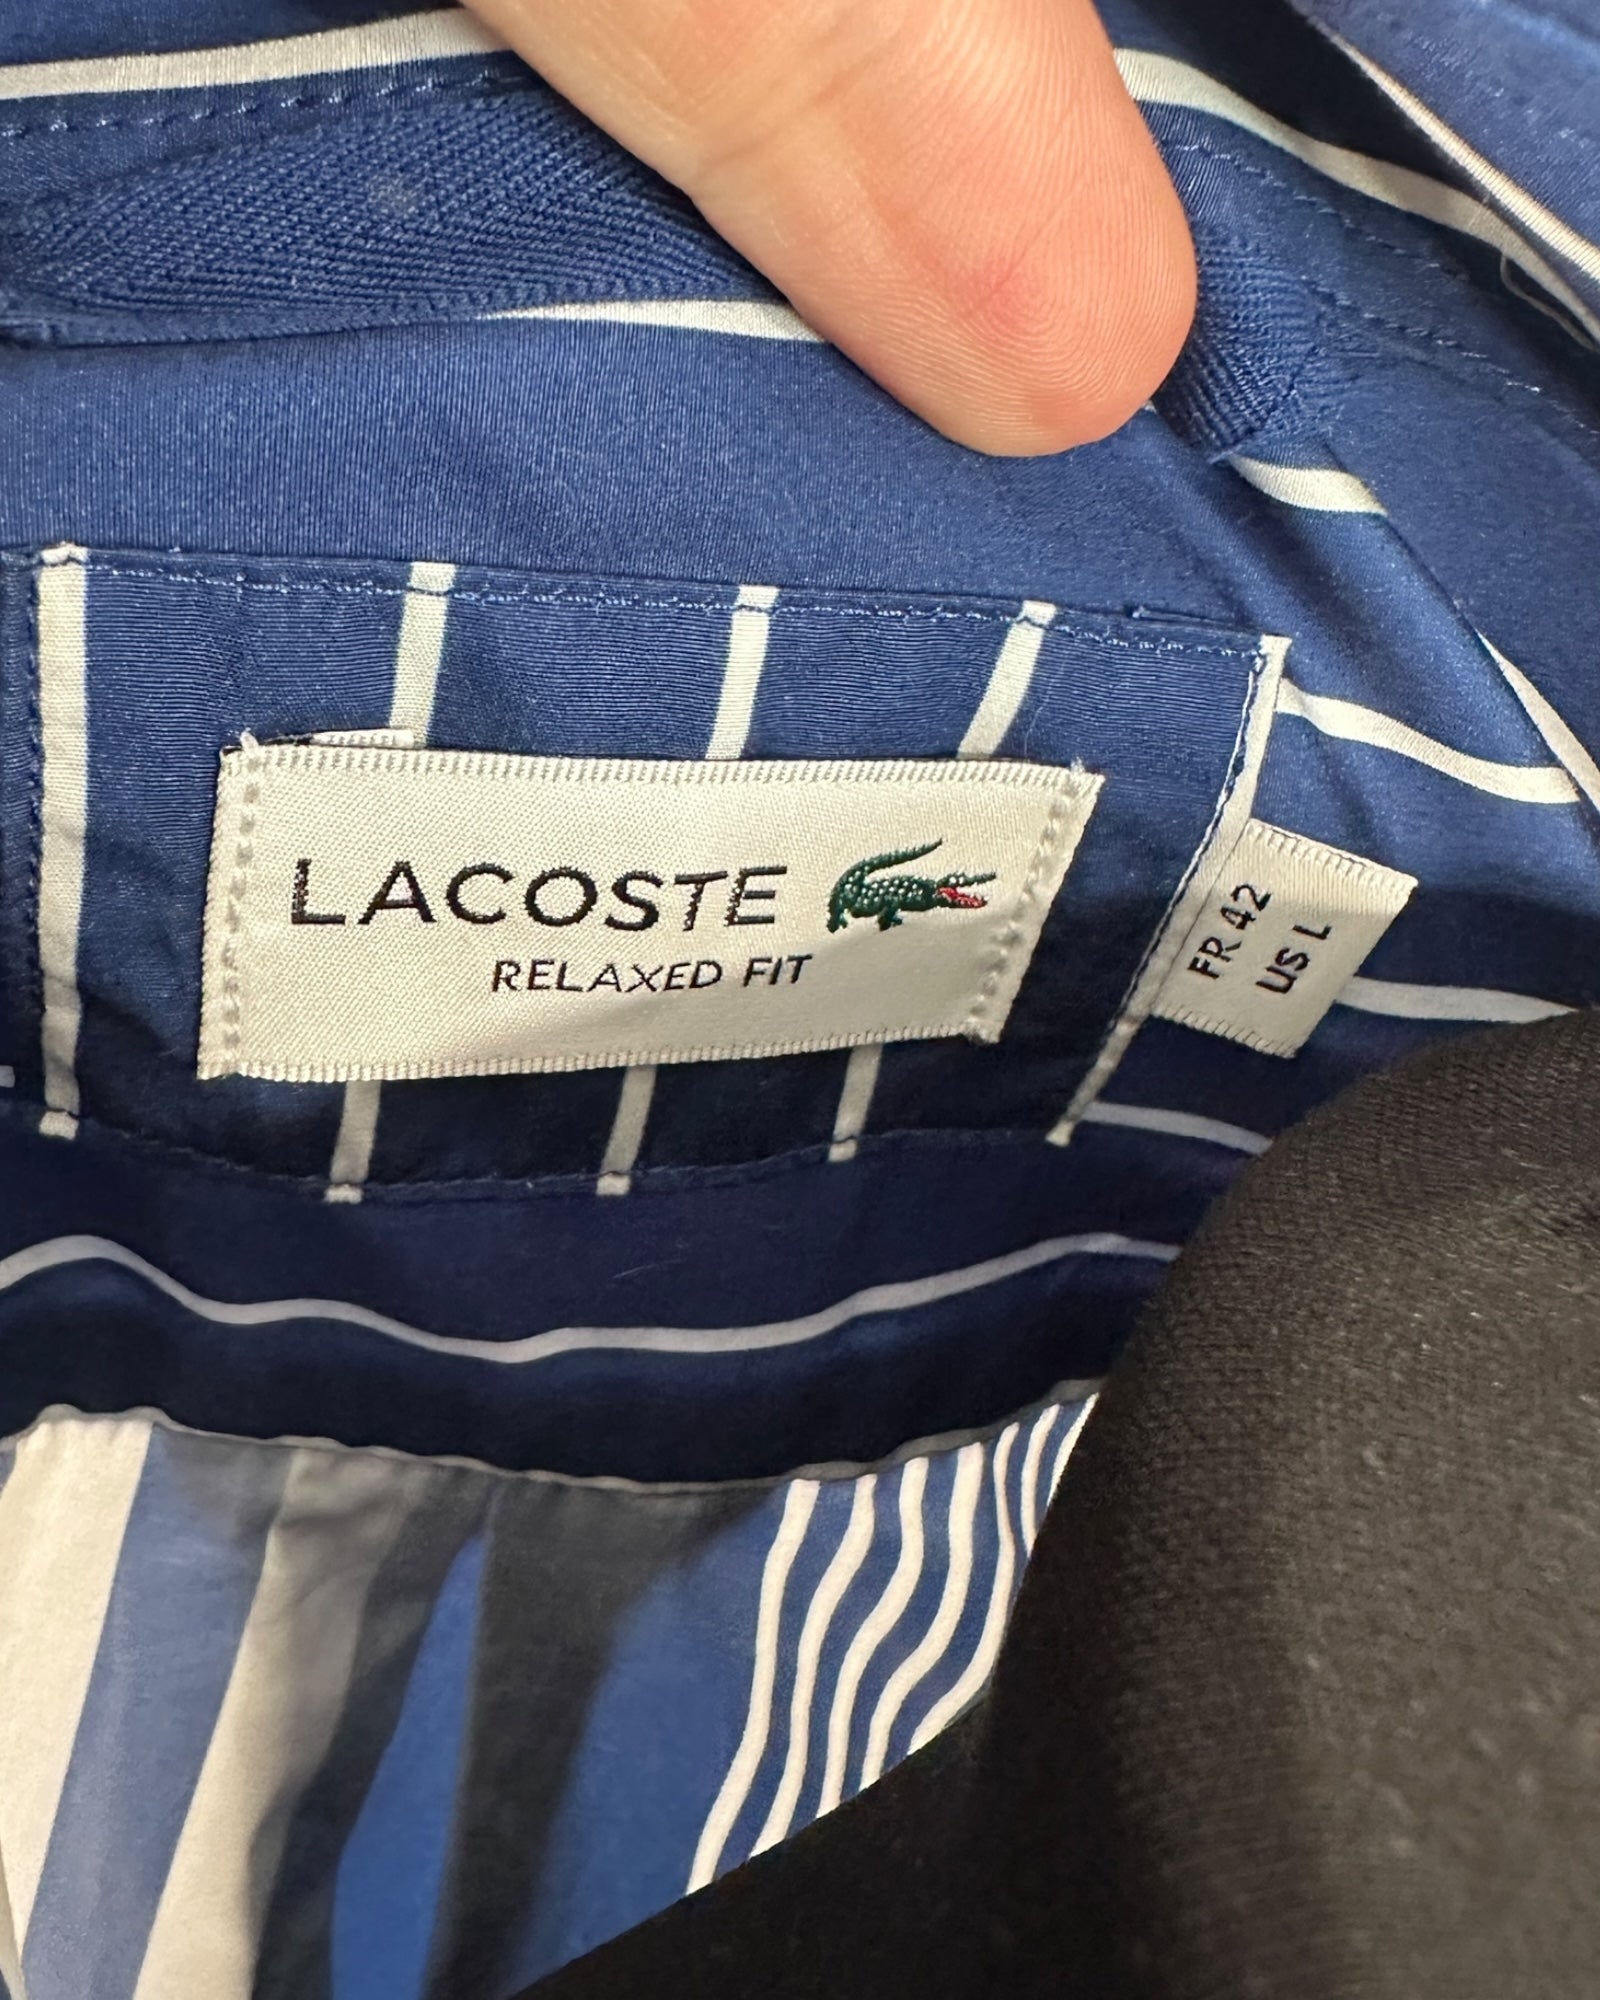 LACOSTE
RELAXED FIT
FR 42
US L